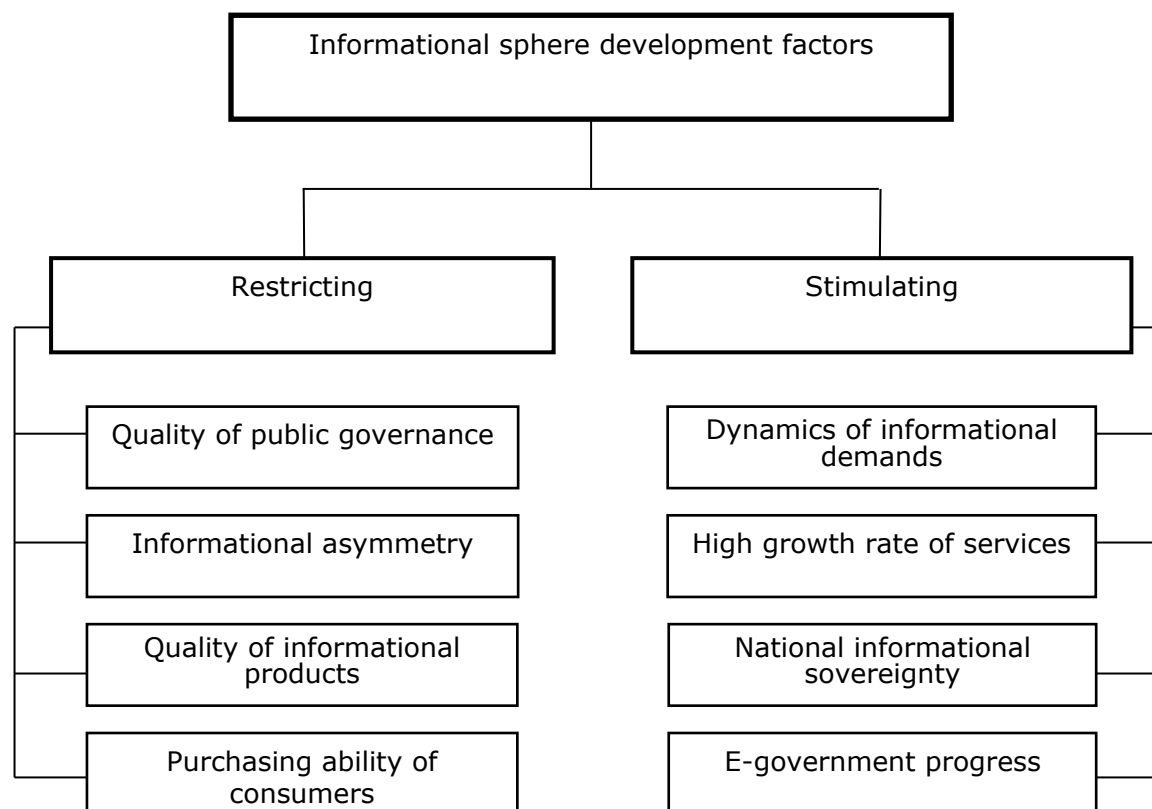 Informational sphere development factors
Restricting
Stimulating
Quality of public governance
Dynamics of informational
demands
Informational asymmetry
High growth rate of services
Quality of informational
products
National informational
sovereignty
Purchasing ability of
consumers
E-government progress